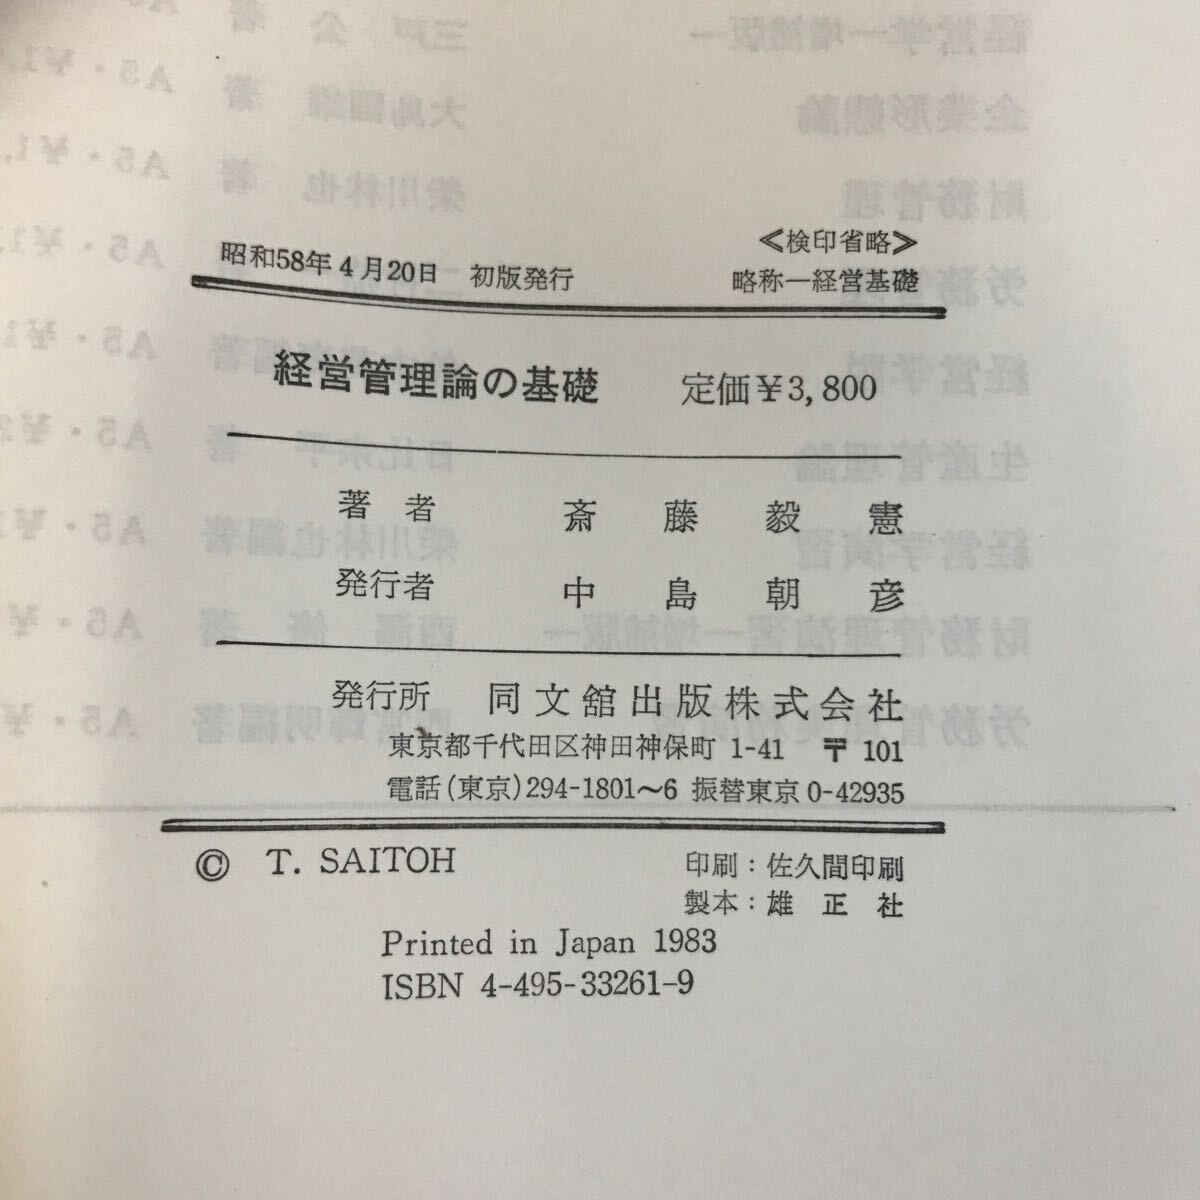 ≪検印省略≫
昭和58年4月20日 初版発行 略称―経営基礎
経営管理論の基礎 定価¥3,800
著者 斎藤毅憲
発行者 中島朝彦
発行所 同文舘出版株式会社
東京都千代田区神田神保町 1-41 〒 101
電話(東京)294-1801〜6 振替東京0-42935
© T. SAITOH 印刷:佐久間印刷
製本:雄正社
Printed in Japan 1983
ISBN 4-495-33261-9